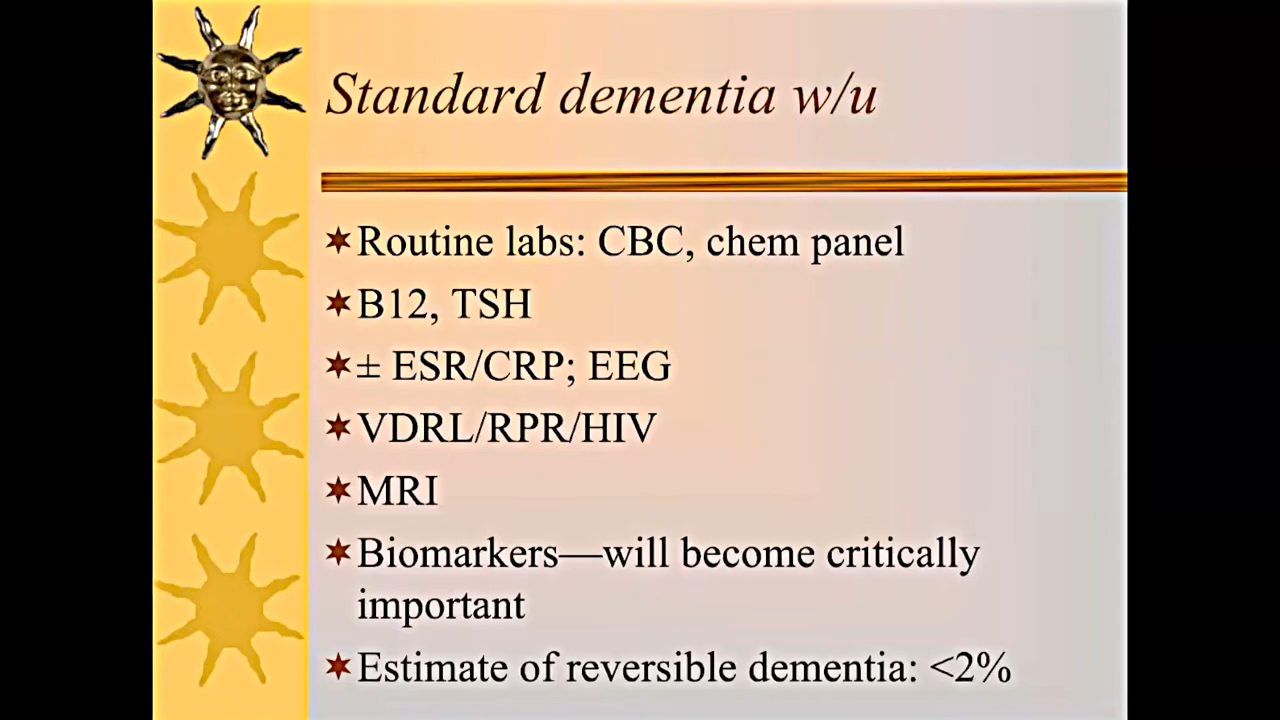 Standard dementia w/u
Routine labs: CBC, chem panel
B12, TSH
± ESR/CRP; EEG
VDRL/RPR/HIV
MRI
Biomarkers—will become critically
important
Estimate of reversible dementia: <2%